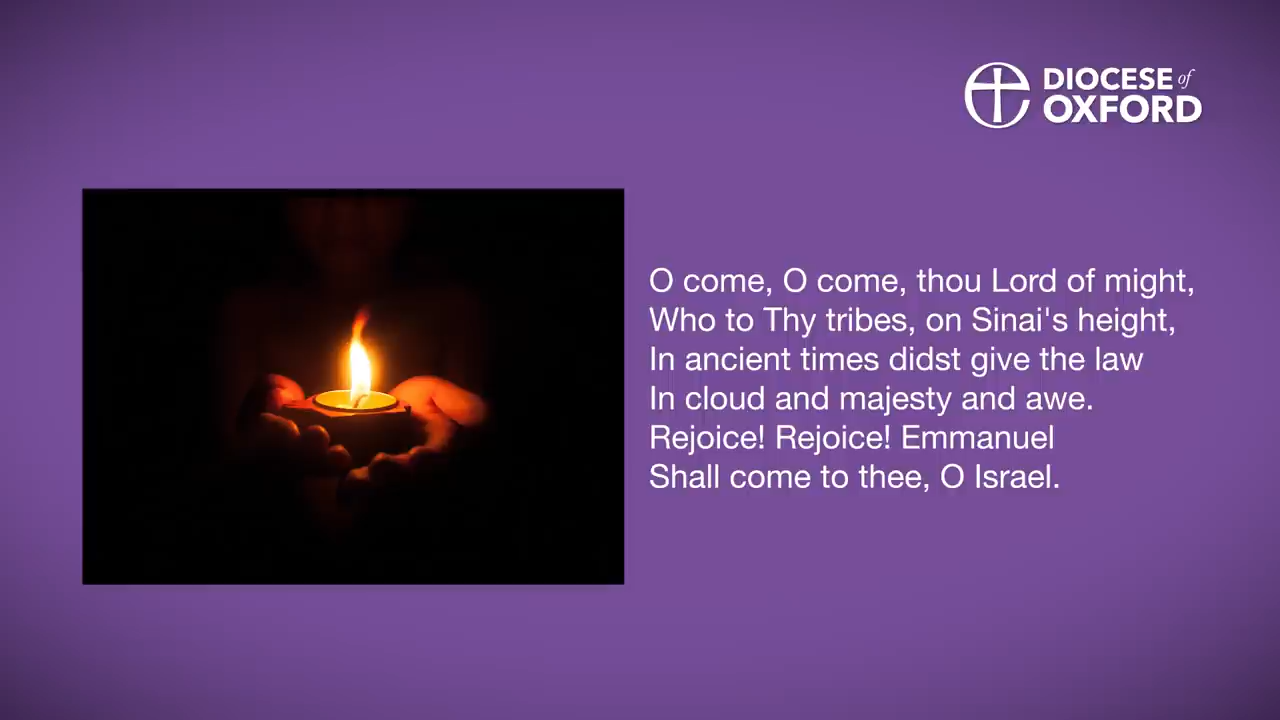 DIOCESE of
OXFORD
O come, O come, thou Lord of might,
Who to Thy tribes, on Sinai's height,
In ancient times didst give the law
In cloud and majesty and awe.
Rejoice! Rejoice! Emmanuel
Shall come to thee, O Israel.